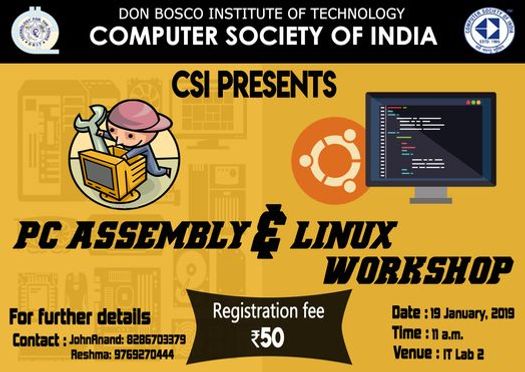 DON BOSCO INSTITUTE OF TECHNOLOGY
COMPUTER SOCIETY OF INDIA
CSI PRESENTS
PC ASSEMBLY & LINUX
WORKSHOP
For further details
Contact : JohnAnand: 8286703379
Reshma: 9769270444
Registration fee
₹50
Date : 19 January, 2019
Time : 11 a.m.
Venue : IT Lab 2